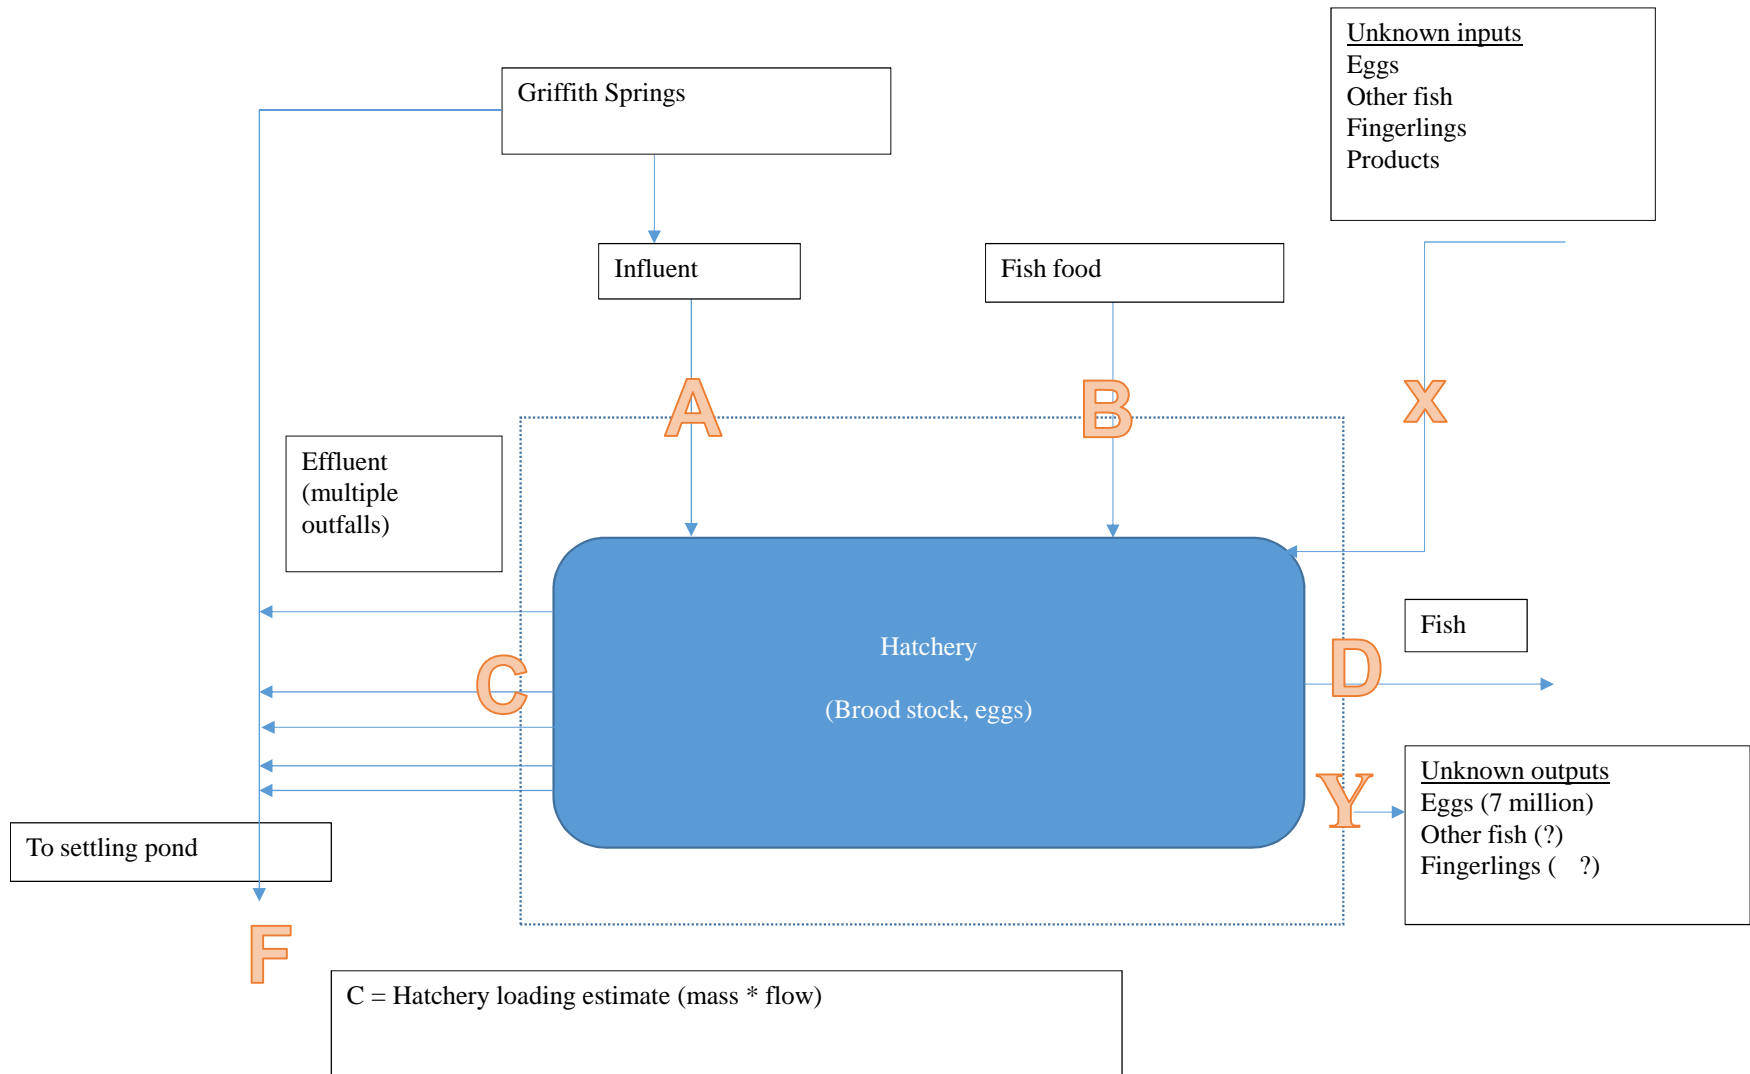 Unknown inputs
Eggs
Other fish
Fingerlings
Products
Griffith Springs
Influent
Fish food
A
B
x
Effluent
(multiple
outfalls)
Hatchery
(Brood stock, eggs)
C
Fish
D
Y
Unknown outputs
Eggs (7 million)
Other fish (?)
Fingerlings (   ?)
To settling pond
F
C = Hatchery loading estimate (mass * flow)